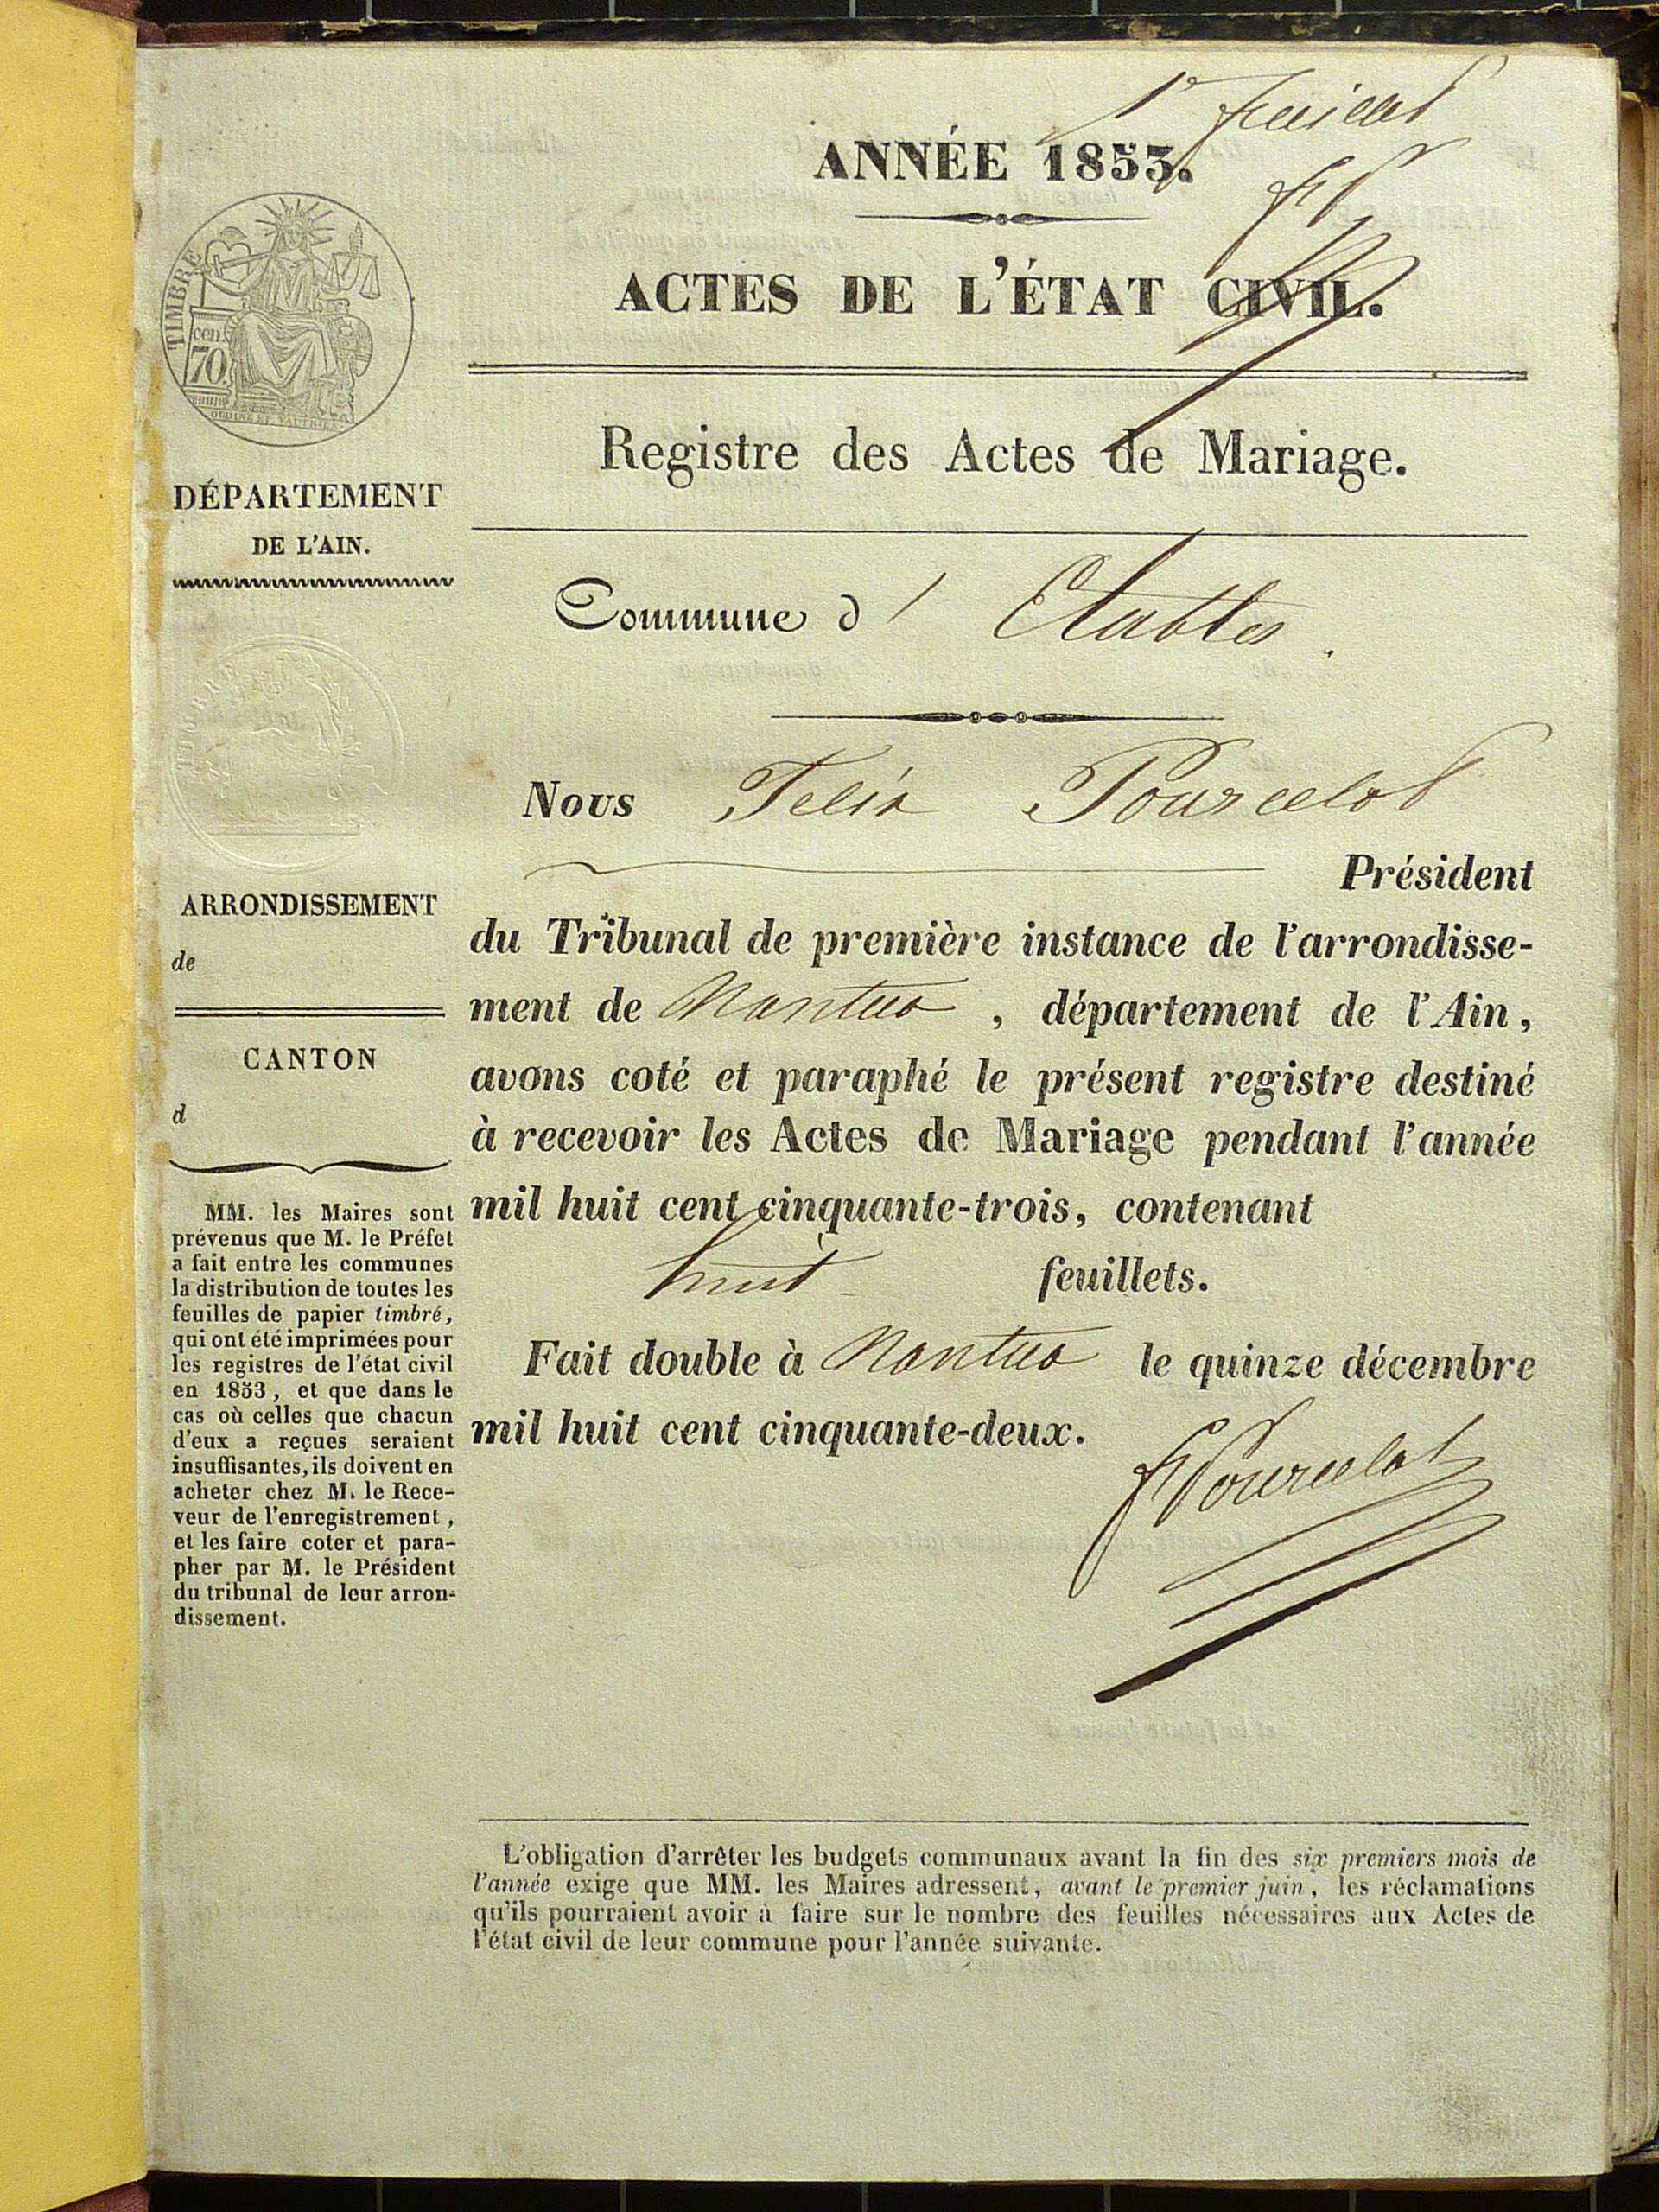 1er feuillet
ANNÉE 1853.
FP
ACTES DE L'ÉTAT CIVIL.
TIMBRE
cen.
70.
Registre des Actes de Mariage.
DÉPARTEMENT
DE L'AIN.
Commune d' Etables.
Nous Felix Pourcelot
Président
du Tribunal de première instance de l'arrondisse-
ment de Nantua, département de l'Ain,
avons coté et paraphé le présent registre destiné
à recevoir les Actes de Mariage pendant l'année
mil huit cent cinquante-trois, contenant
huit feuillets.
Fait double à Nantua le quinze décembre
mil huit cent cinquante-deux.
FPourcelot
ARRONDISSEMENT
de
CANTON
d
MM. les Maires sont
prévenus que M. le Préfet
a fait entre les communes
la distribution de toutes les
feuilles de papier timbré,
qui ont été imprimées pour
les registres de l'état civil
en 1853, et que dans le
cas où celles que chacun
d'eux a reçues seraient
insuffisantes, ils doivent en
acheter chez M. le Rece-
veur de l'enregistrement,
et les faire coter et para-
pher par M. le Président
du tribunal de leur arron-
dissement.
L'obligation d'arrêter les budgets communaux avant la fin des six premiers mois de
l'année exige que MM. les Maires adressent, avant le premier juin, les réclamations
qu'ils pourraient avoir à faire sur le nombre des feuilles nécessaires aux Actes de
l'état civil de leur commune pour l'année suivante.